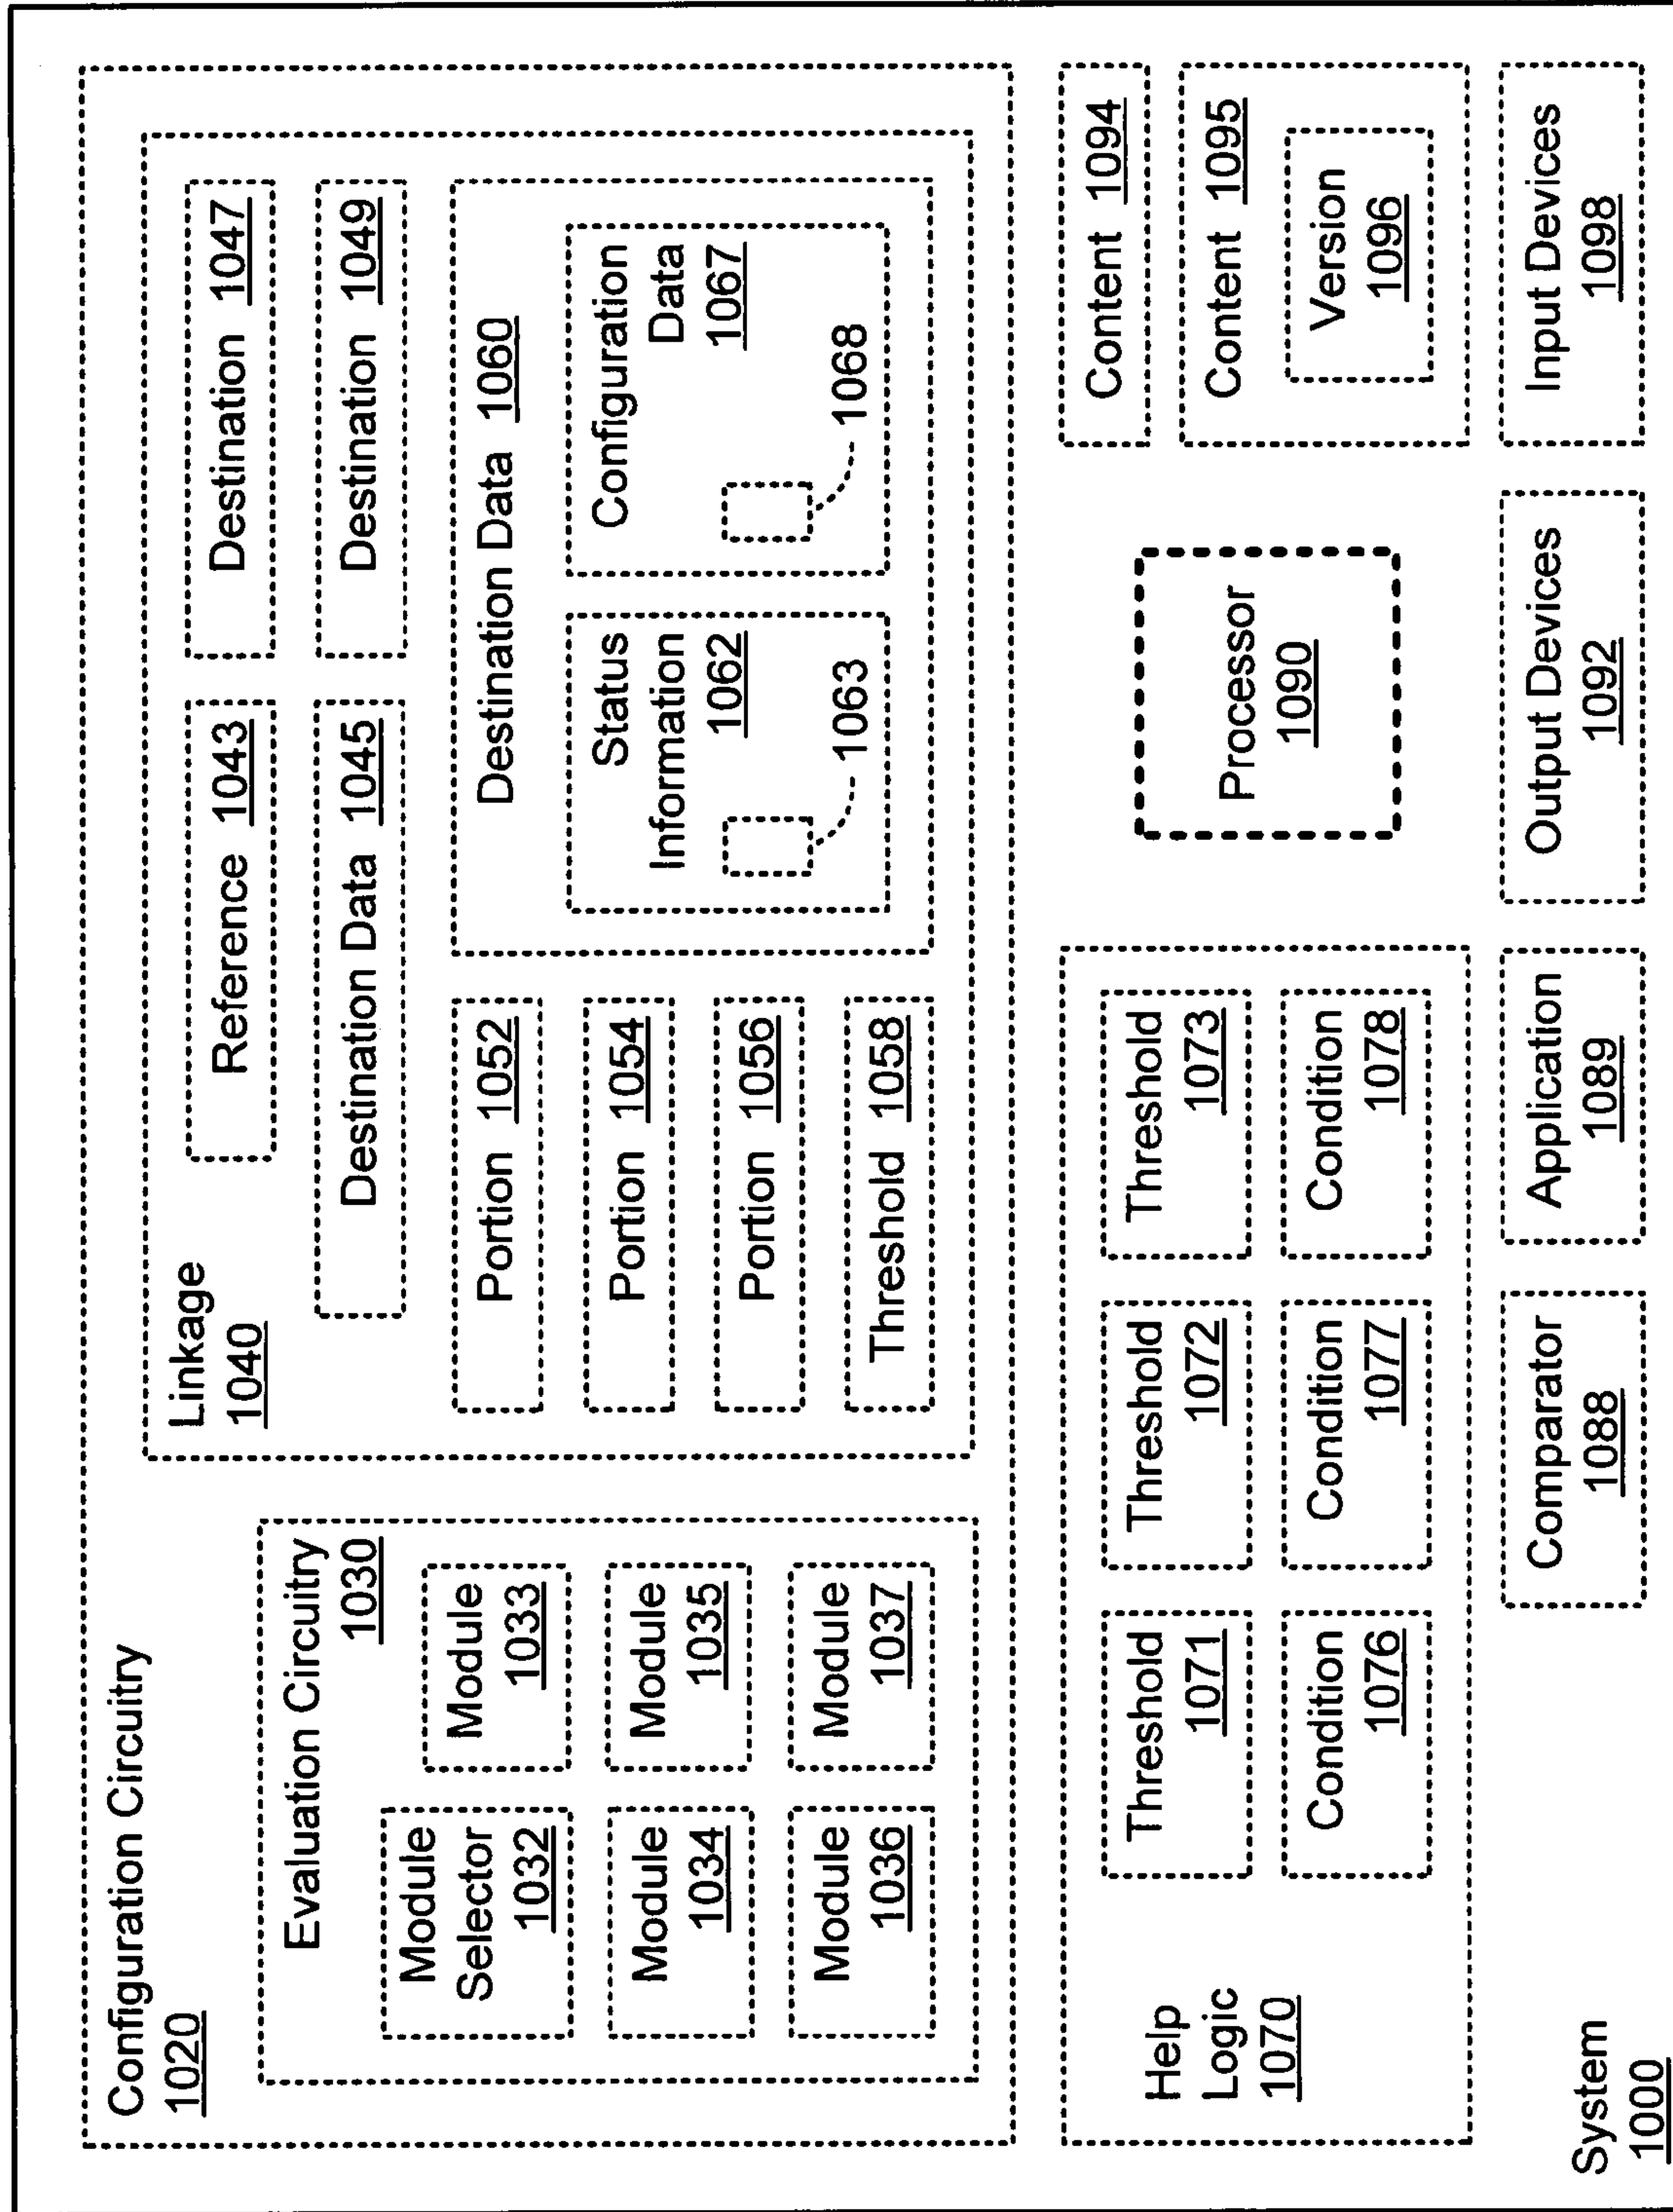 Configuration Circuitry
1020
Evaluation Circuitry
1030
Module
Selector
1032
Module
1033
Module
1034
Module
1035
Module
1036
Module
1037
Linkage
1040
Reference 1043
Destination 1047
Destination Data 1045
Destination 1049
Portion 1052
Portion 1054
Portion 1056
Threshold 1058
Destination Data 1060
Status
Information
1062
1063
Configuration
Data
1067
1068
Help
Logic
1070
Threshold
1071
Threshold
1072
Threshold
1073
Condition
1076
Condition
1077
Condition
1078
Processor
1090
Content 1094
Content 1095
Version
1096
System
1000
Comparator
1088
Application
1089
Output Devices
1092
Input Devices
1098